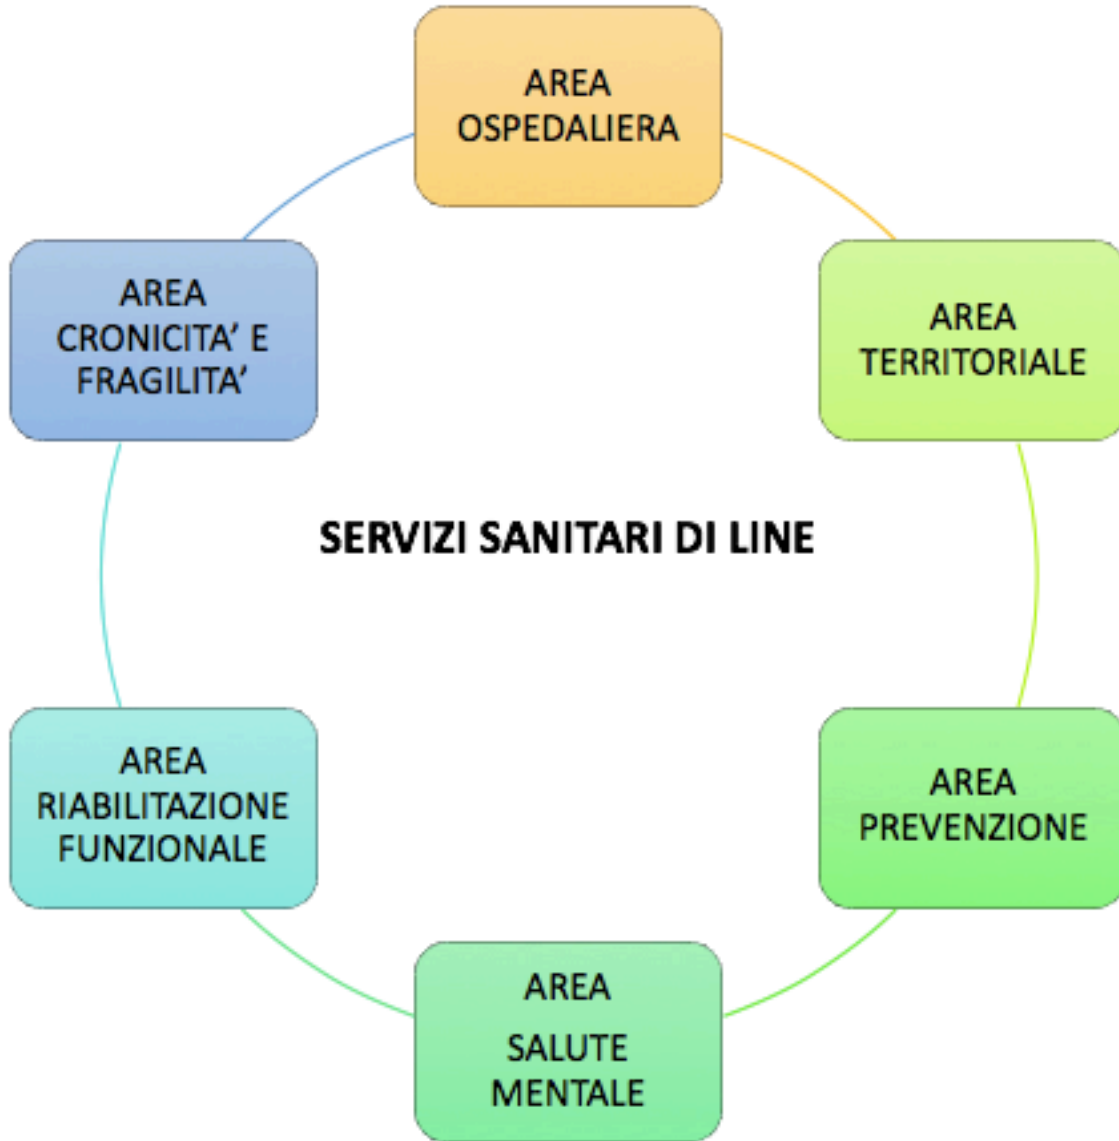 AREA
OSPEDALIERA
AREA
TERRITORIALE
AREA
PREVENZIONE
AREA
SALUTE
MENTALE
AREA
RIABILITAZIONE
FUNZIONALE
AREA
CRONICITA’ E
FRAGILITA’
SERVIZI SANITARI DI LINE